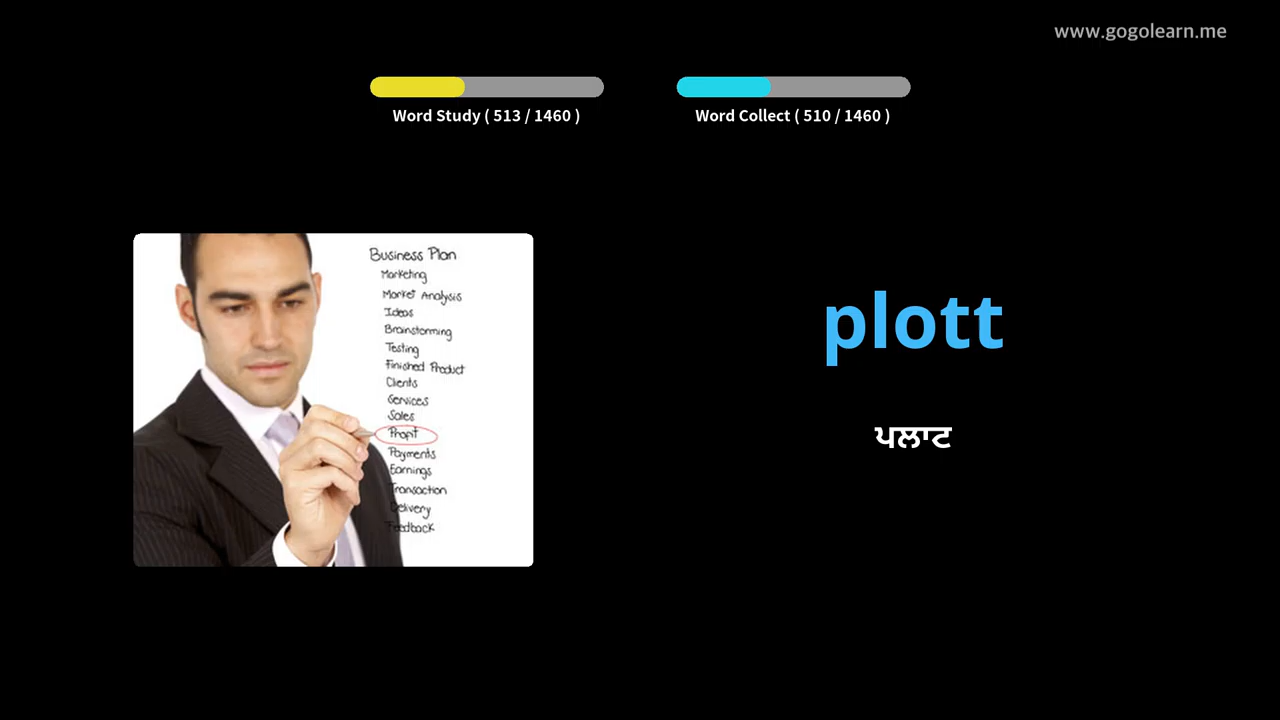 www.gogolearn.me
Word Study ( 513 / 1460 )
Word Collect ( 510 / 1460 )
Business Plan
Marketing
Market Analysis
Ideas
Brainstorming
Testing
Finished Product
Clients
Services
Sales
Profit
Payments
Earnings
Transaction
Delivery
Feedback
plott
ਪਲਾਟ